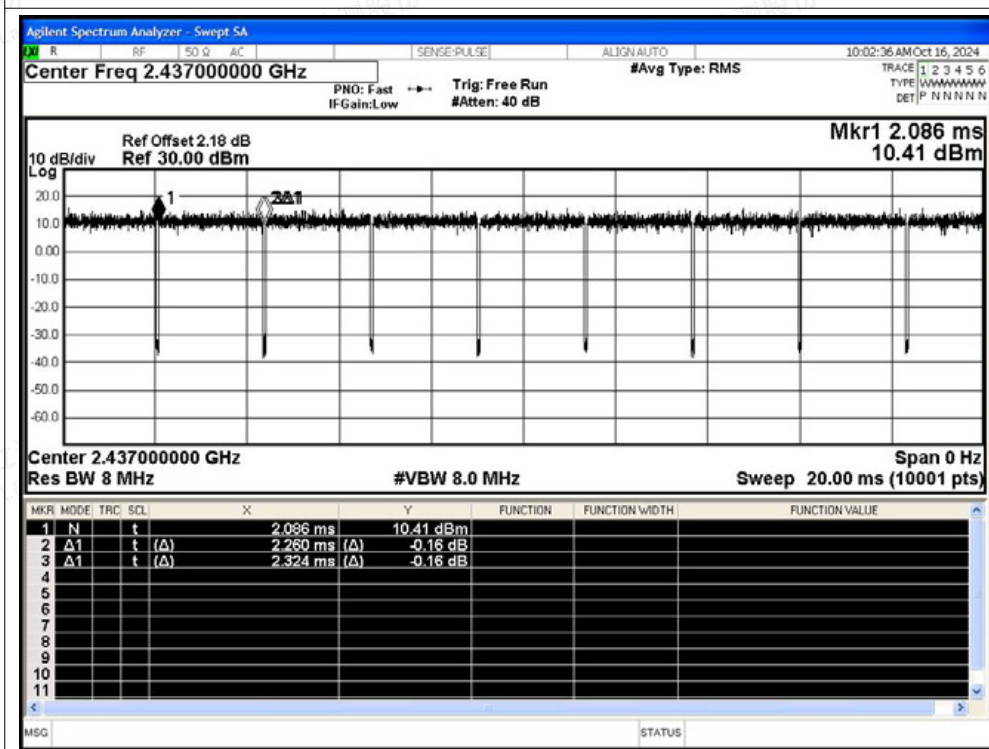 Agilent Spectrum Analyzer - Swept SA
LXI R RF 50 Ω AC SENSE:PULSE ALIGN AUTO 10:02:36 AM Oct 16, 2024
Center Freq 2.437000000 GHz
PNO: Fast
IFGain:Low
Trig: Free Run
#Atten: 40 dB
#Avg Type: RMS
TRACE 1 2 3 4 5 6
TYPE WWWWWW
DET P N N N N N
Mkr1 2.086 ms
10.41 dBm
Ref Offset 2.18 dB
10 dB/div Ref 30.00 dBm
Log
20.0
10.0
0.00
-10.0
-20.0
-30.0
-40.0
-50.0
-60.0
1
3Δ1
Center 2.437000000 GHz Span 0 Hz
Res BW 8 MHz #VBW 8.0 MHz Sweep 20.00 ms (10001 pts)
MKR MODE TRC SCL X Y FUNCTION FUNCTION WIDTH FUNCTION VALUE
1 N t 2.086 ms 10.41 dBm
2 Δ1 t (Δ) 2.260 ms (Δ) -0.16 dB
3 Δ1 t (Δ) 2.324 ms (Δ) -0.16 dB
4
5
6
7
8
9
10
11
MSG STATUS